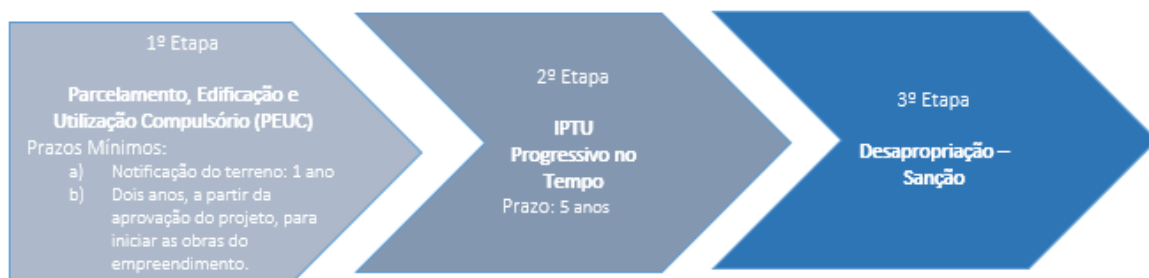 1º Etapa
Parcelamento, Edificação e
Utilização Compulsório (PEUC)
Prazos Mínimos:
a) Notificação do terreno: 1 ano
b) Dois anos, a partir da
aprovação do projeto, para
iniciar as obras do
empreendimento.
2º Etapa
IPTU
Progressivo no
Tempo
Prazo: 5 anos
3º Etapa
Desapropriação –
Sanção